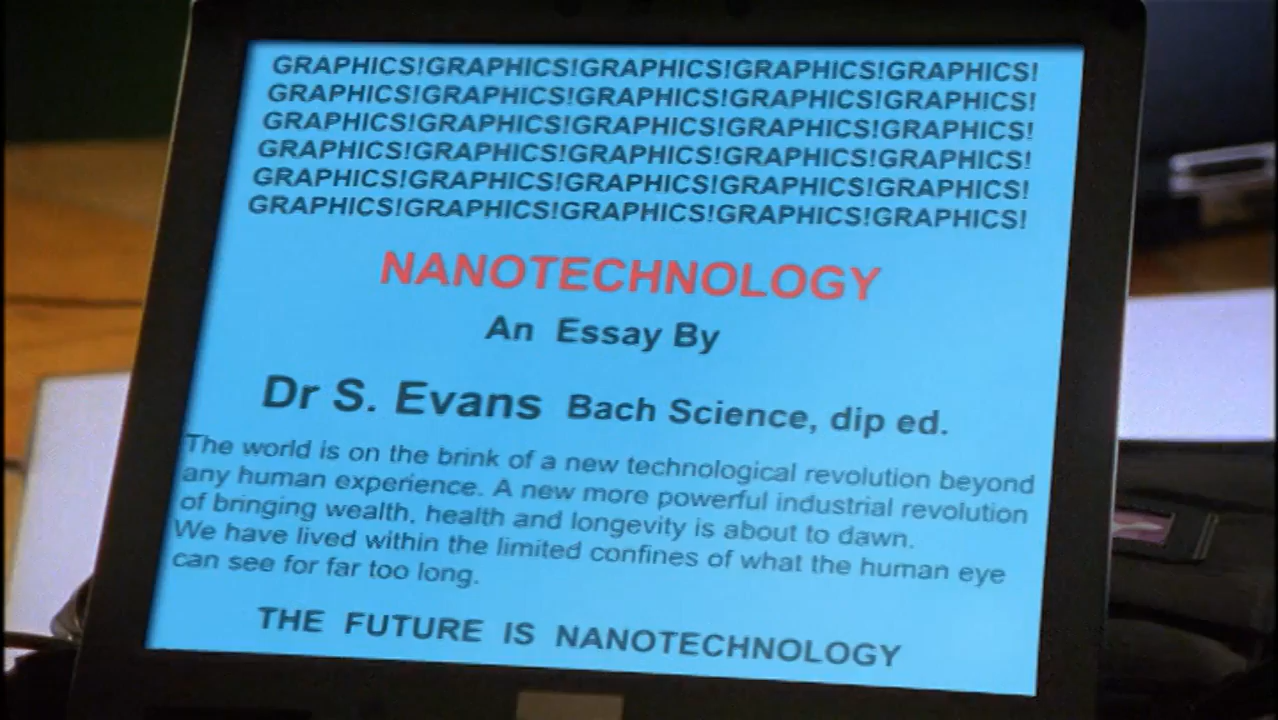 GRAPHICS!GRAPHICS!GRAPHICS!GRAPHICS!GRAPHICS!
GRAPHICS!GRAPHICS!GRAPHICS!GRAPHICS!GRAPHICS!
GRAPHICS!GRAPHICS!GRAPHICS!GRAPHICS!GRAPHICS!
GRAPHICS!GRAPHICS!GRAPHICS!GRAPHICS!GRAPHICS!
GRAPHICS!GRAPHICS!GRAPHICS!GRAPHICS!GRAPHICS!
GRAPHICS!GRAPHICS!GRAPHICS!GRAPHICS!GRAPHICS!
NANOTECHNOLOGY
An Essay By
Dr S. Evans Bach Science, dip ed.
The world is on the brink of a new technological revolution beyond
any human experience. A new more powerful industrial revolution
of bringing wealth, health and longevity is about to dawn.
We have lived within the limited confines of what the human eye
can see for far too long.
THE FUTURE IS NANOTECHNOLOGY